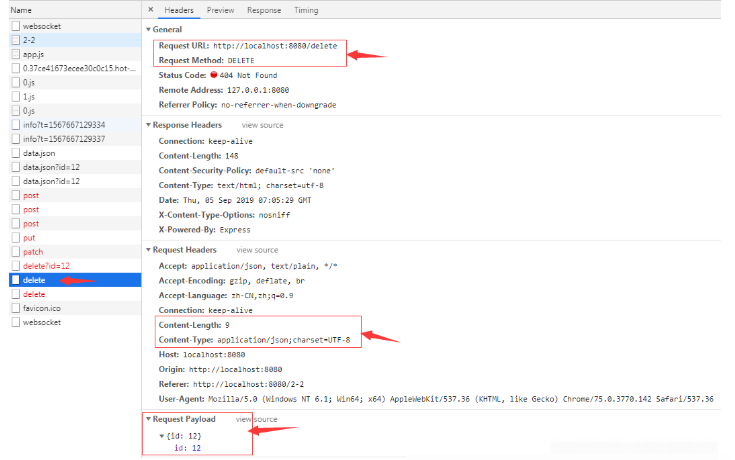 Name
websocket
2-2
app.js
0.37ce41673ecee30c0c15.hot-...
0.js
1.js
0.js
info?t=1567667129334
info?t=1567667129337
data.json
data.json?id=12
data.json?id=12
post
post
post
put
patch
delete?id=12
delete
delete
favicon.ico
websocket
× Headers Preview Response Timing
▼ General
Request URL: http://localhost:8080/delete
Request Method: DELETE
Status Code: 404 Not Found
Remote Address: 127.0.0.1:8080
Referrer Policy: no-referrer-when-downgrade
▼ Response Headers view source
Connection: keep-alive
Content-Length: 148
Content-Security-Policy: default-src 'none'
Content-Type: text/html; charset=utf-8
Date: Thu, 05 Sep 2019 07:05:29 GMT
X-Content-Type-Options: nosniff
X-Powered-By: Express
▼ Request Headers view source
Accept: application/json, text/plain, */*
Accept-Encoding: gzip, deflate, br
Accept-Language: zh-CN,zh;q=0.9
Connection: keep-alive
Content-Length: 9
Content-Type: application/json;charset=UTF-8
Host: localhost:8080
Origin: http://localhost:8080
Referer: http://localhost:8080/2-2
User-Agent: Mozilla/5.0 (Windows NT 6.1; Win64; x64) AppleWebKit/537.36 (KHTML, like Gecko) Chrome/75.0.3770.142 Safari/537.36
▼ Request Payload view source
▼ {id: 12}
id: 12